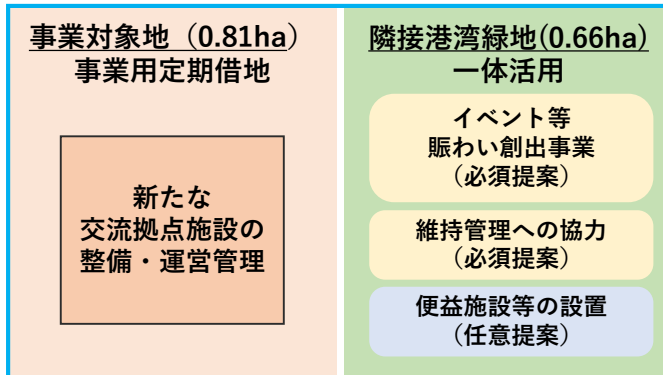 事業対象地（0.81ha）
事業用定期借地
新たな
交流拠点施設の
整備・運営管理
隣接港湾緑地(0.66ha)
一体活用
イベント等
賑わい創出事業
（必須提案）
維持管理への協力
（必須提案）
便益施設等の設置
（任意提案）